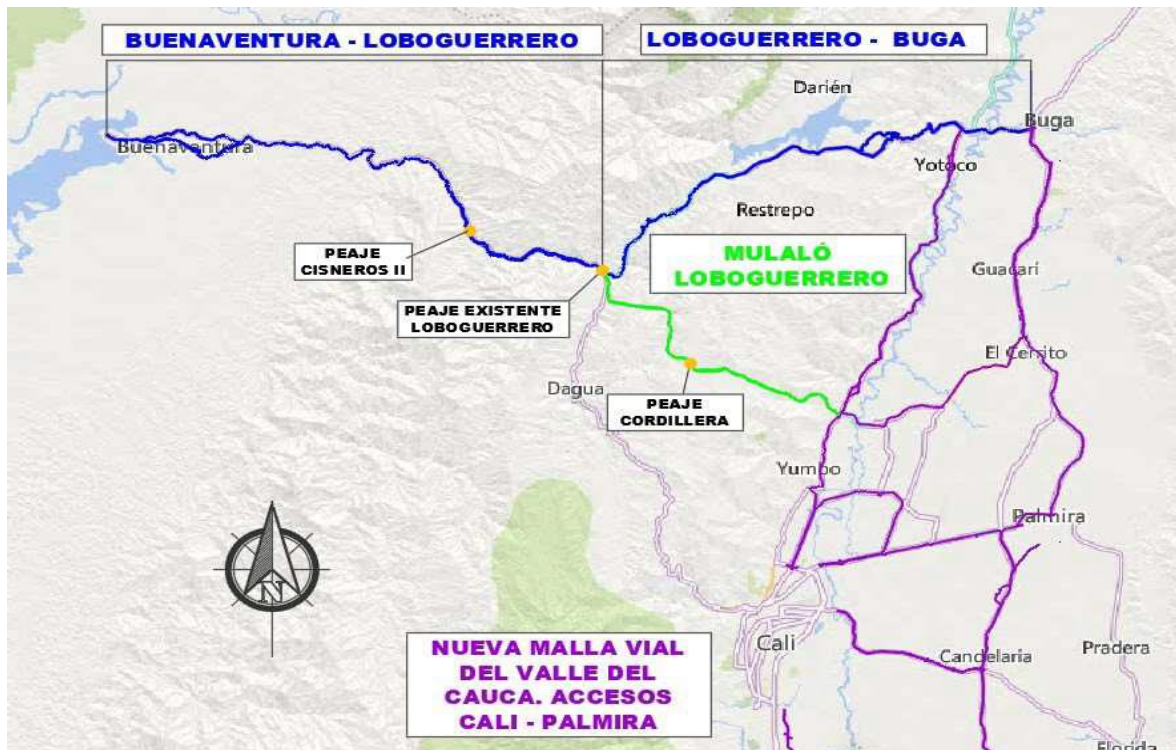 BUENAVENTURA - LOBOGUERRERO
LOBOGUERRERO - BUGA
Darién
Buenaventura
Buga
Yotoco
Restrepo
PEAJE
CISNEROS II
MULALÓ
LOBOGUERRERO
Guacarí
PEAJE EXISTENTE
LOBOGUERRERO
El Cerrito
Dagua
PEAJE
CORDILLERA
Yumbo
Palmira
N
NUEVA MALLA VIAL
DEL VALLE DEL
CAUCA. ACCESOS
CALI - PALMIRA
Cali
Candelaria
Pradera
Florida